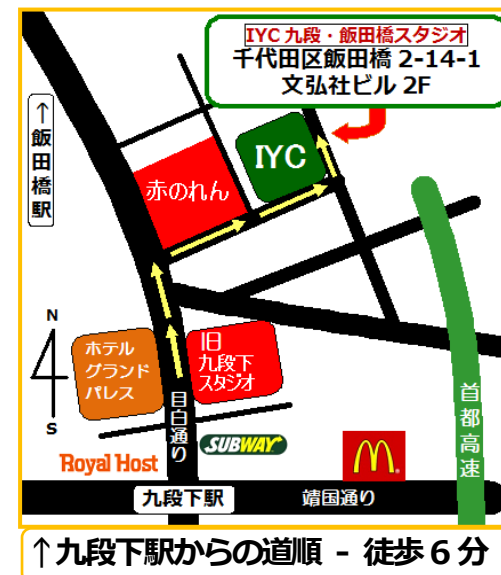 IYC 九段・飯田橋スタジオ
千代田区飯田橋 2-14-1
文弘社ビル 2F
↑飯田橋駅
IYC
赤のれん
N
S
ホテル
グランド
パレス
旧
九段下
スタジオ
目白通り
首都高速
Royal Host
SUBWAY
M
九段下駅
靖国通り
↑九段下駅からの道順 - 徒歩6分